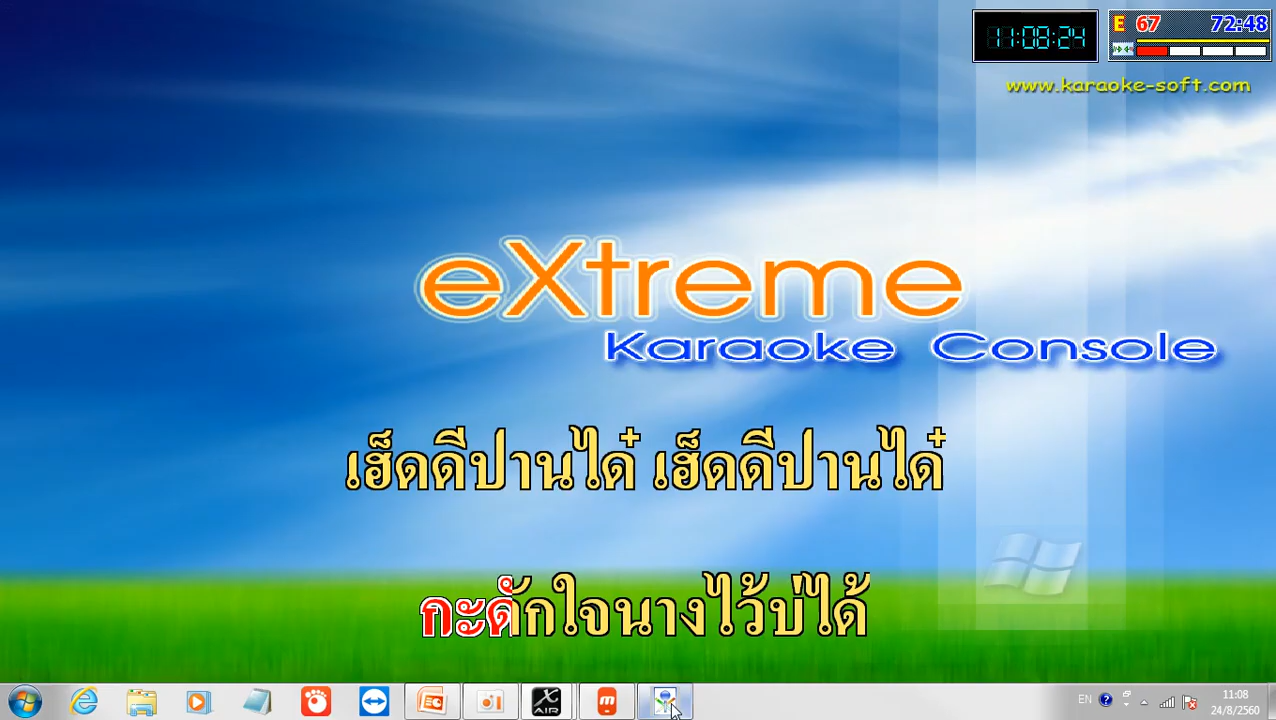 11:08:24
E 67 72:48
www.karaoke-soft.com
eXtreme
Karaoke Console
เฮ็ดดีปานได๋ เฮ็ดดีปานได๋
กะดักใจนางไว้บ่ได้
AIR
EN
11:08
24/8/2560